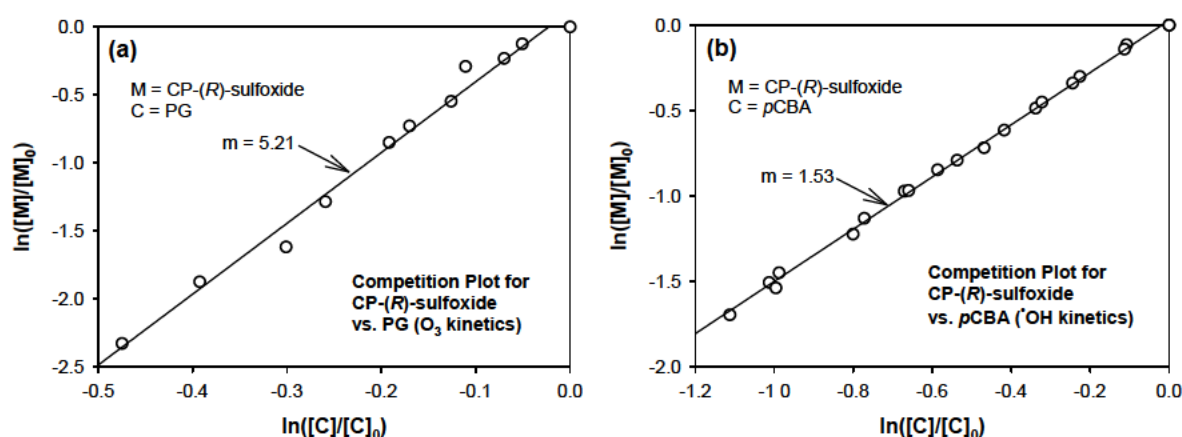 (a)
M = CP-(R)-sulfoxide
C = PG
m = 5.21
Competition Plot for
CP-(R)-sulfoxide
vs. PG (O₃ kinetics)
ln([M]/[M]₀)
0.0
-0.5
-1.0
-1.5
-2.0
-2.5
-0.5
-0.4
-0.3
-0.2
-0.1
0.0
ln([C]/[C]₀)
(b)
M = CP-(R)-sulfoxide
C = pCBA
m = 1.53
Competition Plot for
CP-(R)-sulfoxide
vs. pCBA (•OH kinetics)
ln([M]/[M]₀)
0.0
-0.5
-1.0
-1.5
-2.0
-1.2
-1.0
-0.8
-0.6
-0.4
-0.2
0.0
ln([C]/[C]₀)